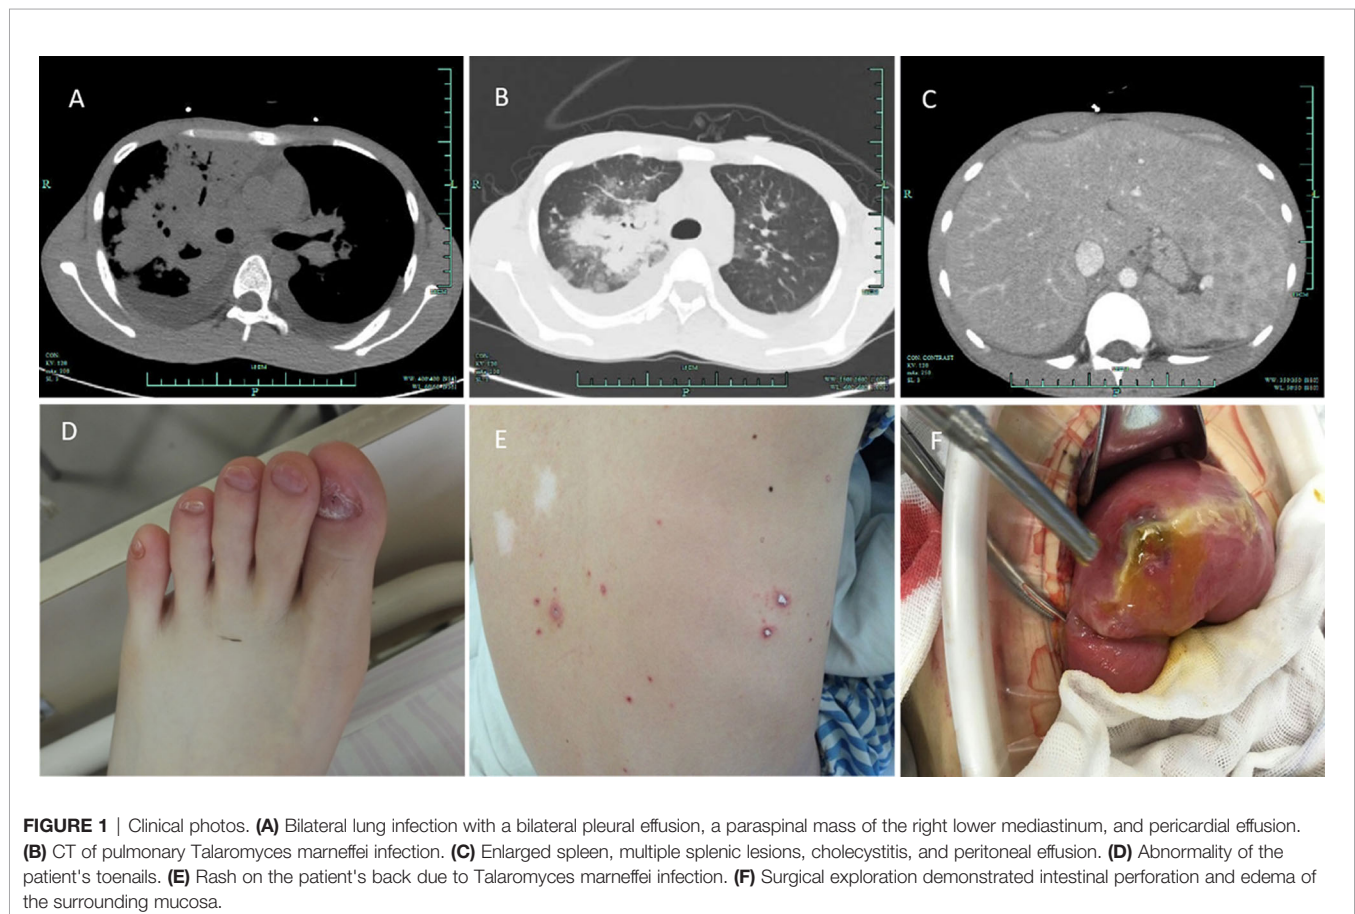 A
B
C
R
L
R
L
R
L
P
P
CON. CONTRAST
D
E
F
FIGURE 1 | Clinical photos. (A) Bilateral lung infection with a bilateral pleural effusion, a paraspinal mass of the right lower mediastinum, and pericardial effusion.
(B) CT of pulmonary Talaromyces marneffei infection. (C) Enlarged spleen, multiple splenic lesions, cholecystitis, and peritoneal effusion. (D) Abnormality of the
patient's toenails. (E) Rash on the patient's back due to Talaromyces marneffei infection. (F) Surgical exploration demonstrated intestinal perforation and edema of
the surrounding mucosa.